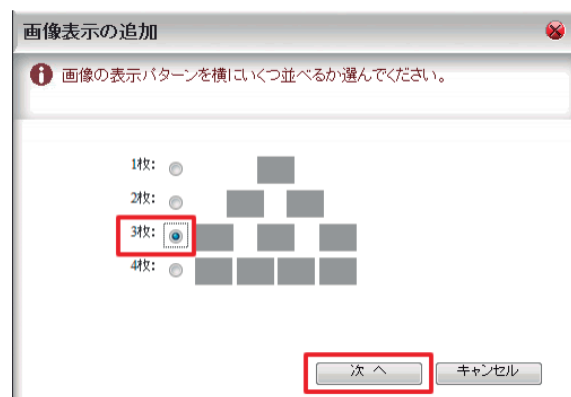 画像表示の追加
画像の表示パターンを横にいくつ並べるか選んでください。
1枚:
2枚:
3枚:
4枚:
次 へ
キャンセル